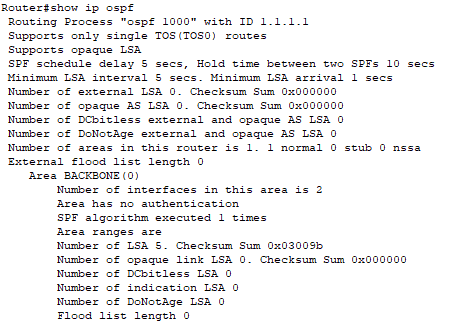 Router#show ip ospf
Routing Process "ospf 1000" with ID 1.1.1.1
Supports only single TOS(TOS0) routes
Supports opaque LSA
SPF schedule delay 5 secs, Hold time between two SPFs 10 secs
Minimum LSA interval 5 secs. Minimum LSA arrival 1 secs
Number of external LSA 0. Checksum Sum 0x000000
Number of opaque AS LSA 0. Checksum Sum 0x000000
Number of DCbitless external and opaque AS LSA 0
Number of DoNotAge external and opaque AS LSA 0
Number of areas in this router is 1. 1 normal 0 stub 0 nssa
External flood list length 0
Area BACKBONE(0)
Number of interfaces in this area is 2
Area has no authentication
SPF algorithm executed 1 times
Area ranges are
Number of LSA 5. Checksum Sum 0x03009b
Number of opaque link LSA 0. Checksum Sum 0x000000
Number of DCbitless LSA 0
Number of indication LSA 0
Number of DoNotAge LSA 0
Flood list length 0